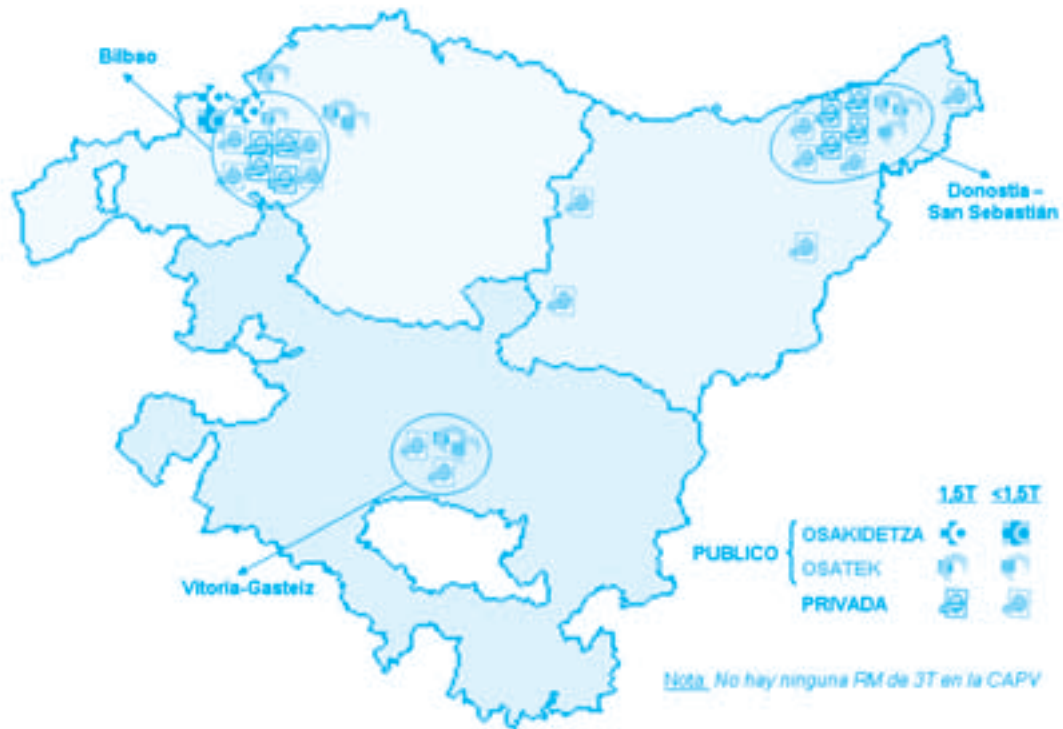 Bilbao
Donostia –
San Sebastián
Vitoria-Gasteiz
1,5T <1,5T
PUBLICO
OSAKIDETZA
OSATEK
PRIVADA
Nota. No hay ninguna RM de 3T en la CAPV